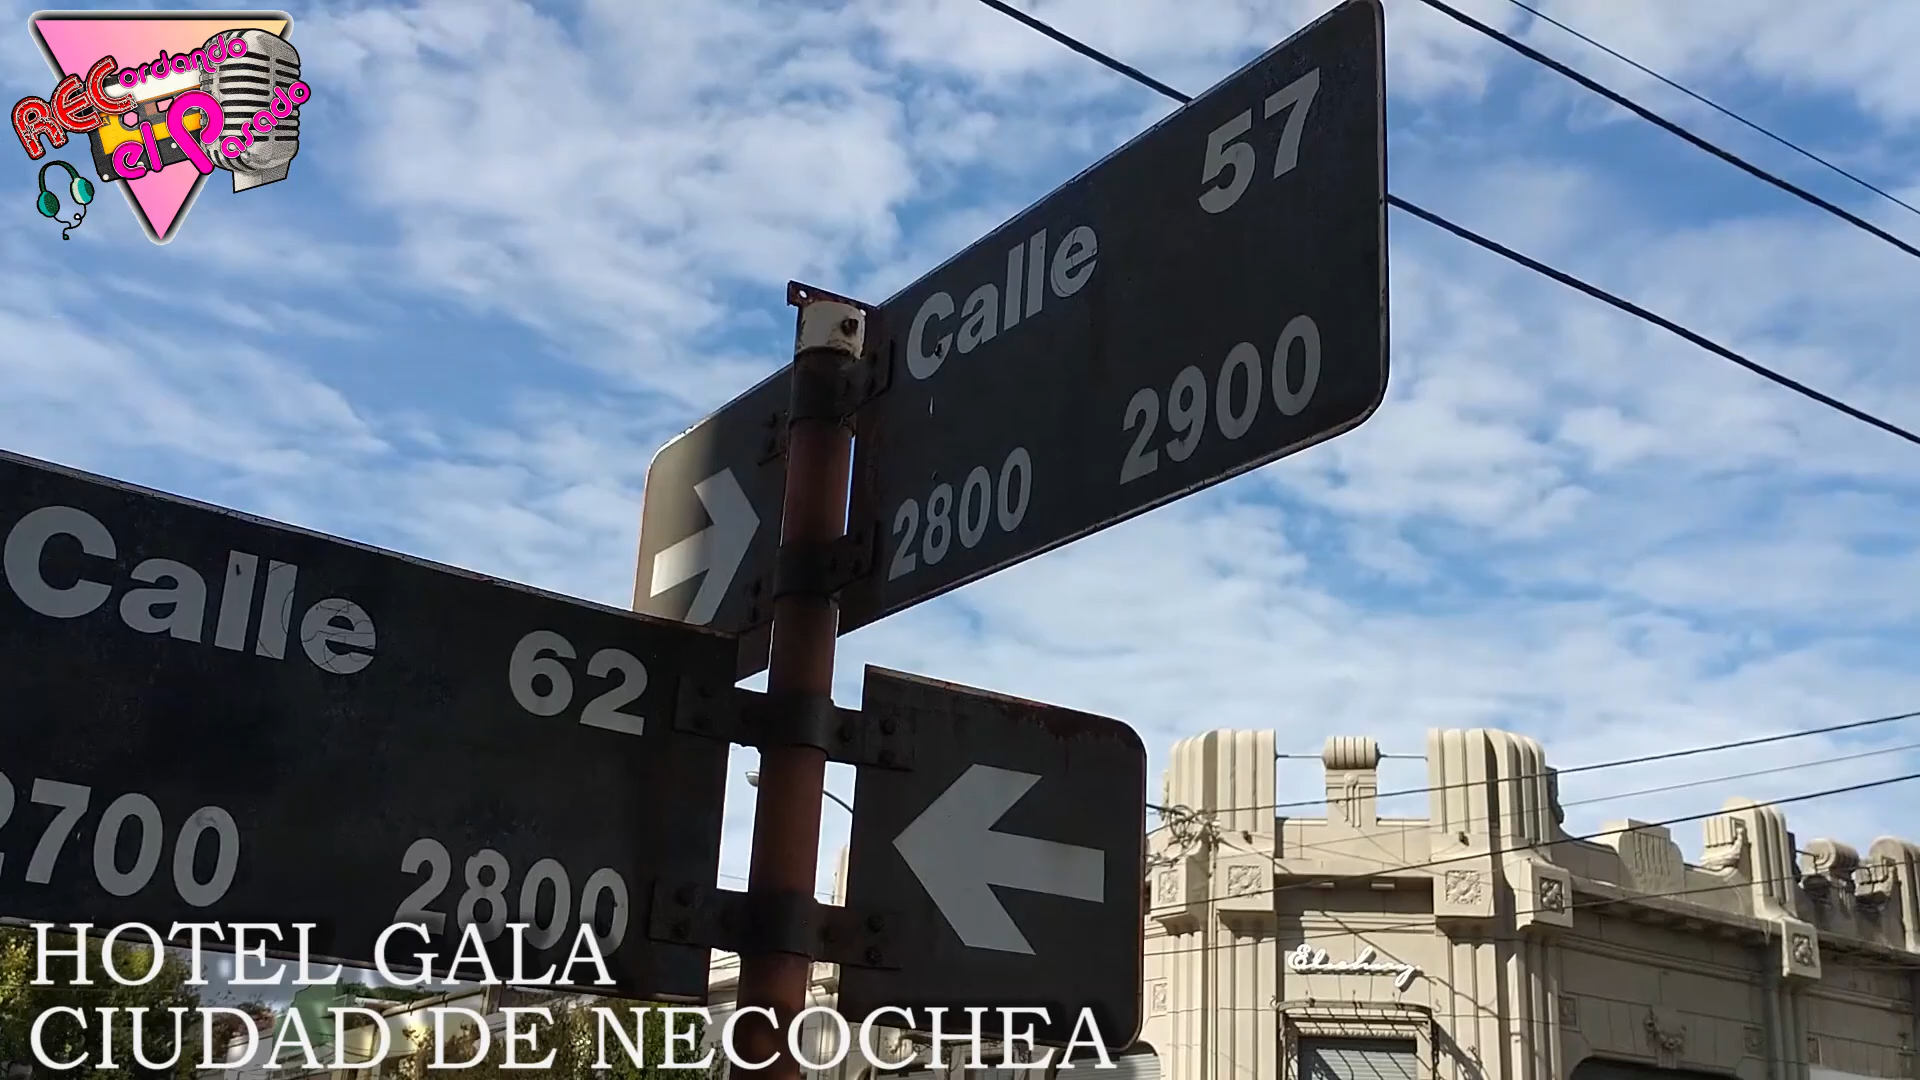 RECordando
el Pasado
Calle 57
2800 2900
Calle 62
2700 2800
HOTEL GALA
CIUDAD DE NECOCHEA